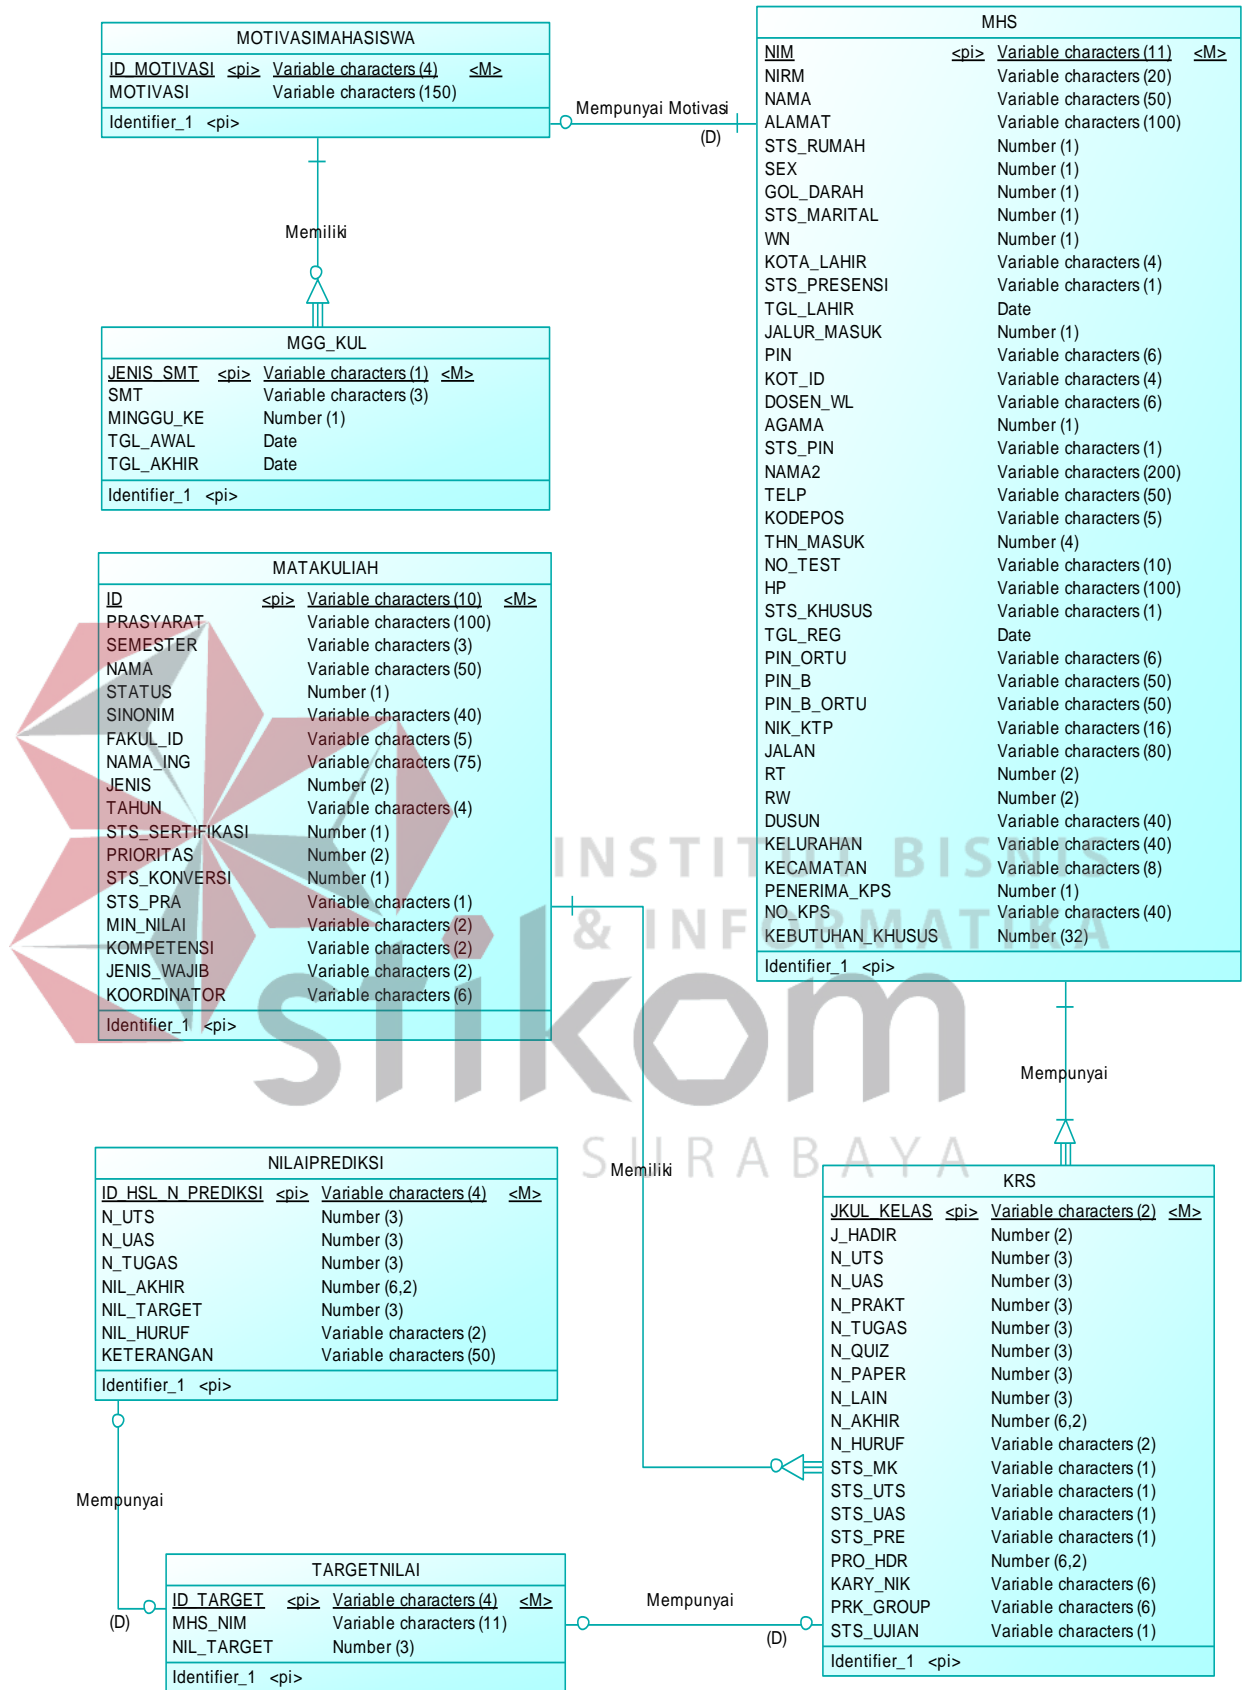 MOTIVASIMAHASISWA
ID_MOTIVASI <pi> Variable characters (4) <M>
MOTIVASI Variable characters (150)
Identifier_1 <pi>
Mempunyai Motivasi
(D)
MHS
NIM <pi> Variable characters (11) <M>
NIRM Variable characters (20)
NAMA Variable characters (50)
ALAMAT Variable characters (100)
STS_RUMAH Number (1)
SEX Number (1)
GOL_DARAH Number (1)
STS_MARITAL Number (1)
WN Number (1)
KOTA_LAHIR Variable characters (4)
STS_PRESENSI Variable characters (1)
TGL_LAHIR Date
JALUR_MASUK Number (1)
PIN Variable characters (6)
KOT_ID Variable characters (4)
DOSEN_WL Variable characters (6)
AGAMA Number (1)
STS_PIN Variable characters (1)
NAMA2 Variable characters (200)
TELP Variable characters (50)
KODEPOS Variable characters (5)
THN_MASUK Number (4)
NO_TEST Variable characters (10)
HP Variable characters (100)
STS_KHUSUS Variable characters (1)
TGL_REG Date
PIN_ORTU Variable characters (6)
PIN_B Variable characters (50)
PIN_B_ORTU Variable characters (50)
NIK_KTP Variable characters (16)
JALAN Variable characters (80)
RT Number (2)
RW Number (2)
DUSUN Variable characters (40)
KELURAHAN Variable characters (40)
KECAMATAN Variable characters (8)
PENERIMA_KPS Number (1)
NO_KPS Variable characters (40)
KEBUTUHAN_KHUSUS Number (32)
Identifier_1 <pi>
Memiliki
MGG_KUL
JENIS_SMT <pi> Variable characters (1) <M>
SMT Variable characters (3)
MINGGU_KE Number (1)
TGL_AWAL Date
TGL_AKHIR Date
Identifier_1 <pi>
MATAKULIAH
ID <pi> Variable characters (10) <M>
PRASYARAT Variable characters (100)
SEMESTER Variable characters (3)
NAMA Variable characters (50)
STATUS Number (1)
SINONIM Variable characters (40)
FAKUL_ID Variable characters (5)
NAMA_ING Variable characters (75)
JENIS Number (2)
TAHUN Variable characters (4)
STS_SERTIFIKASI Number (1)
PRIORITAS Number (2)
STS_KONVERSI Number (1)
STS_PRA Variable characters (1)
MIN_NILAI Variable characters (2)
KOMPETENSI Variable characters (2)
JENIS_WAJIB Variable characters (2)
KOORDINATOR Variable characters (6)
Identifier_1 <pi>
INSTITUT BISNIS
& INFORMATIKA
stikom
SURABAYA
Mempunyai
Memiliki
NILAIPREDIKSI
ID_HSL_N_PREDIKSI <pi> Variable characters (4) <M>
N_UTS Number (3)
N_UAS Number (3)
N_TUGAS Number (3)
NIL_AKHIR Number (6,2)
NIL_TARGET Number (3)
NIL_HURUF Variable characters (2)
KETERANGAN Variable characters (50)
Identifier_1 <pi>
KRS
JKUL_KELAS <pi> Variable characters (2) <M>
J_HADIR Number (2)
N_UTS Number (3)
N_UAS Number (3)
N_PRAKT Number (3)
N_TUGAS Number (3)
N_QUIZ Number (3)
N_PAPER Number (3)
N_LAIN Number (3)
N_AKHIR Number (6,2)
N_HURUF Variable characters (2)
STS_MK Variable characters (1)
STS_UTS Variable characters (1)
STS_UAS Variable characters (1)
STS_PRE Variable characters (1)
PRO_HDR Number (6,2)
KARY_NIK Variable characters (6)
PRK_GROUP Variable characters (6)
STS_UJIAN Variable characters (1)
Identifier_1 <pi>
Mempunyai
(D)
TARGETNILAI
ID_TARGET <pi> Variable characters (4) <M>
MHS_NIM Variable characters (11)
NIL_TARGET Number (3)
Identifier_1 <pi>
Mempunyai
(D)